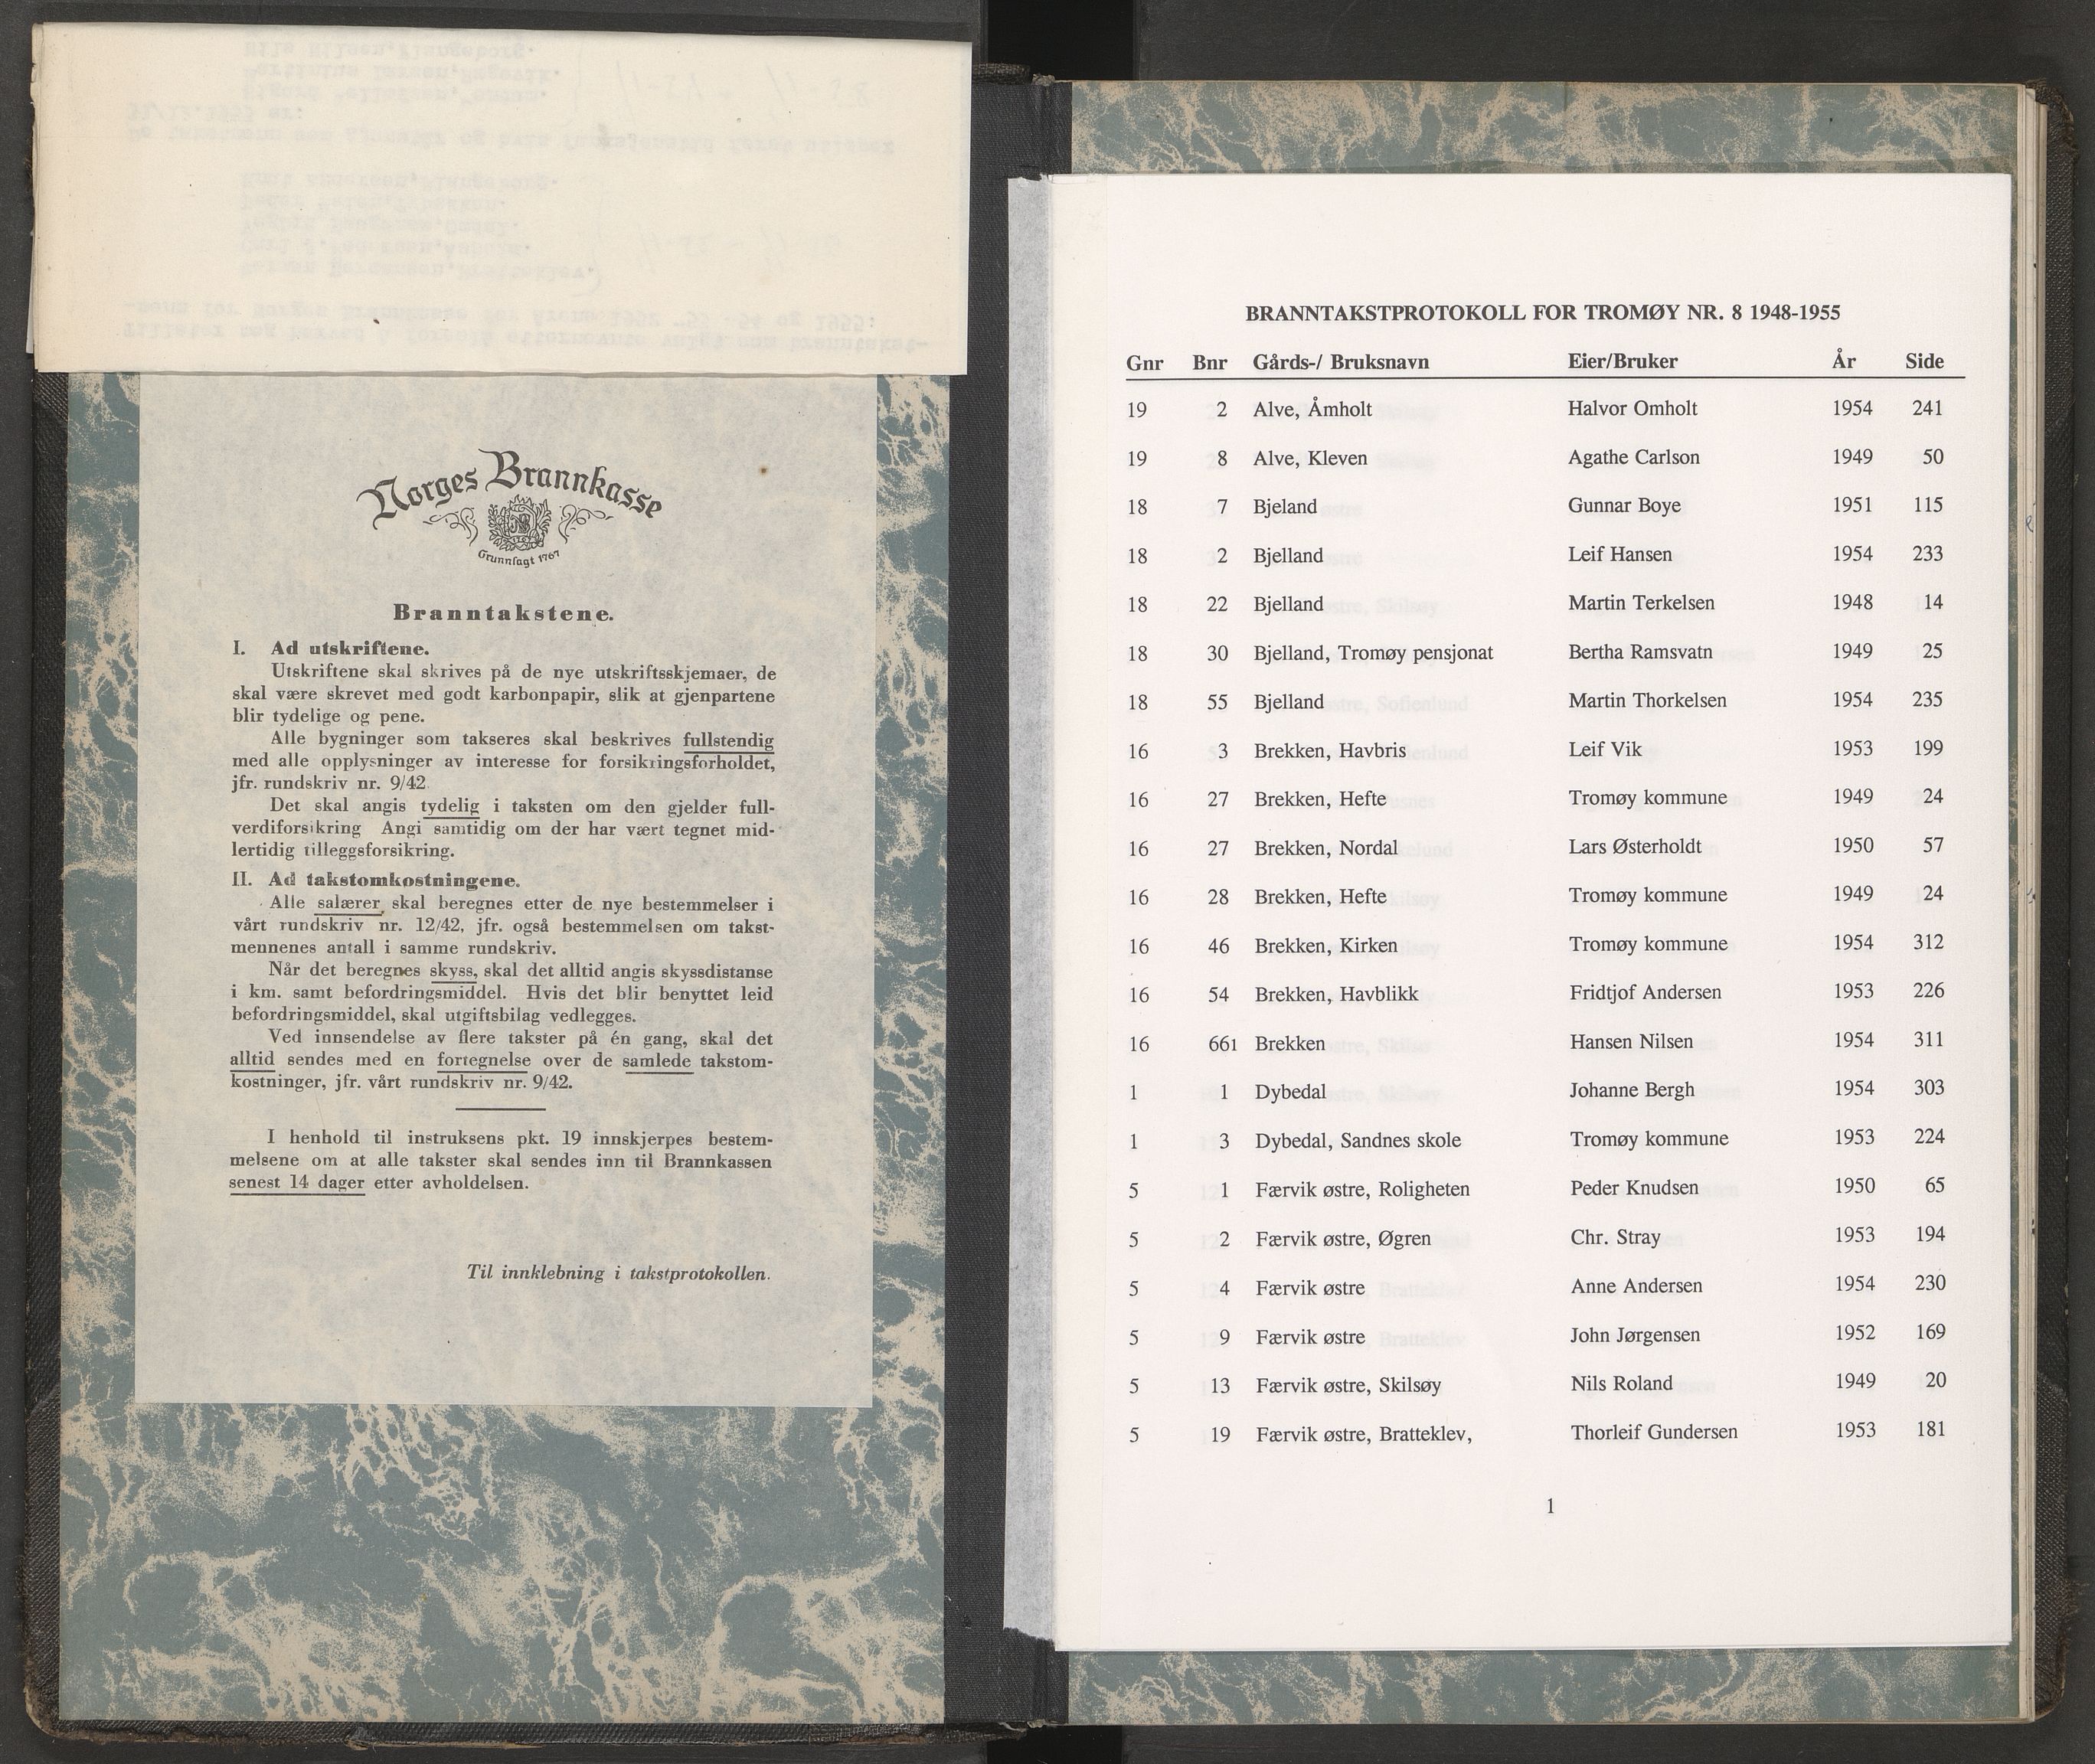 Norges Brannkasse
Grunnlagt 1767
Branntakstene.
I. Ad utskriftene.
Utskriftene skal skrives på de nye utskriftsskjemaer, de
skal være skrevet med godt karbonpapir, slik at gjenpartene
blir tydelige og pene.
Alle bygninger som takseres skal beskrives fullstendig
med alle opplysninger av interesse for forsikringsforholdet,
jfr. rundskriv nr. 9/42.
Det skal angis tydelig i taksten om den gjelder full-
verdiforsikring Angi samtidig om der har vært tegnet mid-
lertidig tilleggsforsikring.
II. Ad takstomkostningene.
Alle salærer skal beregnes etter de nye bestemmelser i
vårt rundskriv nr. 12/42, jfr. også bestemmelsen om takst-
mennenes antall i samme rundskriv.
Når det beregnes skyss, skal det alltid angis skyssdistanse
i km. samt befordringsmiddel. Hvis det blir benyttet leid
befordringsmiddel, skal utgiftsbilag vedlegges.
Ved innsendelse av flere takster på én gang, skal det
alltid sendes med en fortegnelse over de samlede takstom-
kostninger, jfr. vårt rundskriv nr. 9/42.
I henhold til instruksens pkt. 19 innskjerpes bestem-
melsene om at alle takster skal sendes inn til Brannkassen
senest 14 dager etter avholdelsen.
Til innklebning i takstprotokollen.
BRANNTAKSTPROTOKOLL FOR TROMØY NR. 8 1948-1955
Gnr Bnr Gårds-/ Bruksnavn Eier/Bruker År Side
19 2 Alve, Åmholt Halvor Omholt 1954 241
19 8 Alve, Kleven Agathe Carlson 1949 50
18 7 Bjeland Gunnar Boye 1951 115
18 2 Bjelland Leif Hansen 1954 233
18 22 Bjelland Martin Terkelsen 1948 14
18 30 Bjelland, Tromøy pensjonat Bertha Ramsvatn 1949 25
18 55 Bjelland Martin Thorkelsen 1954 235
16 3 Brekken, Havbris Leif Vik 1953 199
16 27 Brekken, Hefte Tromøy kommune 1949 24
16 27 Brekken, Nordal Lars Østerholdt 1950 57
16 28 Brekken, Hefte Tromøy kommune 1949 24
16 46 Brekken, Kirken Tromøy kommune 1954 312
16 54 Brekken, Havblikk Fridtjof Andersen 1953 226
16 661 Brekken Hansen Nilsen 1954 311
1 1 Dybedal Johanne Bergh 1954 303
1 3 Dybedal, Sandnes skole Tromøy kommune 1953 224
5 1 Færvik østre, Roligheten Peder Knudsen 1950 65
5 2 Færvik østre, Øgren Chr. Stray 1953 194
5 4 Færvik østre Anne Andersen 1954 230
5 9 Færvik østre John Jørgensen 1952 169
5 13 Færvik østre, Skilsøy Nils Roland 1949 20
5 19 Færvik østre, Bratteklev, Thorleif Gundersen 1953 181
1